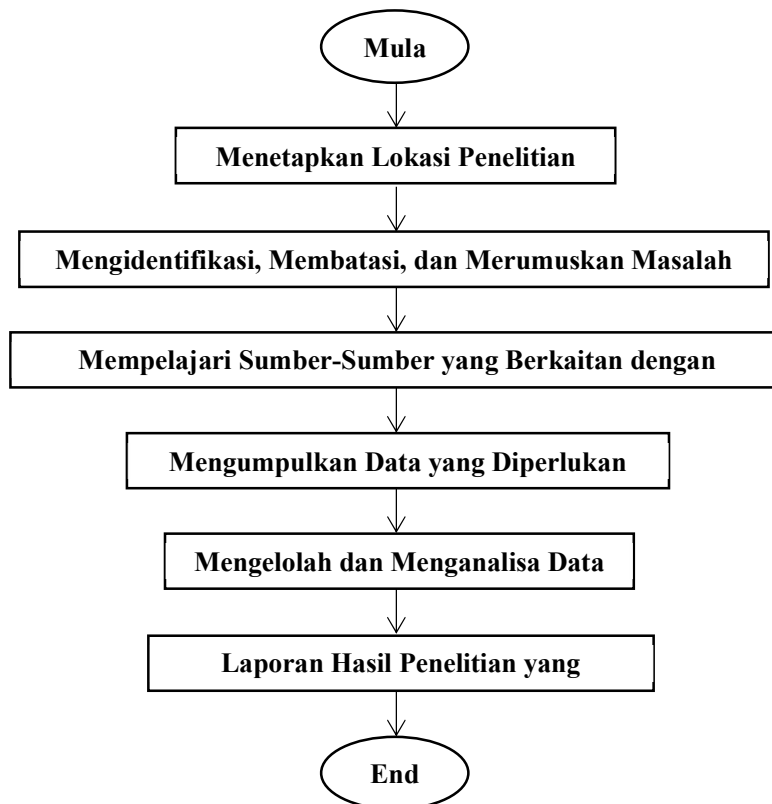 Mula
Menetapkan Lokasi Penelitian
Mengidentifikasi, Membatasi, dan Merumuskan Masalah
Mempelajari Sumber-Sumber yang Berkaitan dengan
Mengumpulkan Data yang Diperlukan
Mengelolah dan Menganalisa Data
Laporan Hasil Penelitian yang
End